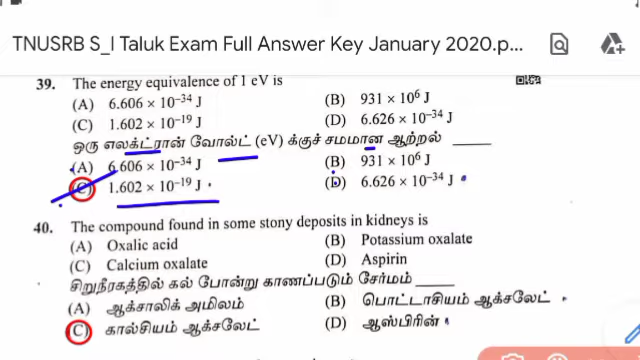 TNUSRB S_I Taluk Exam Full Answer Key January 2020.p...
39. The energy equivalence of 1 eV is
(A) 6.606 × 10⁻³⁴ J (B) 931 × 10⁶ J
(C) 1.602 × 10⁻¹⁹ J (D) 6.626 × 10⁻³⁴ J
ஒரு எலக்ட்ரான் வோல்ட் (eV) க்குச் சமமான ஆற்றல் ______
(A) 6.606 × 10⁻³⁴ J (B) 931 × 10⁶ J
(C) 1.602 × 10⁻¹⁹ J (D) 6.626 × 10⁻³⁴ J
40. The compound found in some stony deposits in kidneys is
(A) Oxalic acid (B) Potassium oxalate
(C) Calcium oxalate (D) Aspirin
சிறுநீரகத்தில் கல் போன்று காணப்படும் சேர்மம் ______
(A) ஆக்சாலிக் அமிலம் (B) பொட்டாசியம் ஆக்சலேட்
(C) கால்சியம் ஆக்சலேட் (D) ஆஸ்பிரின்